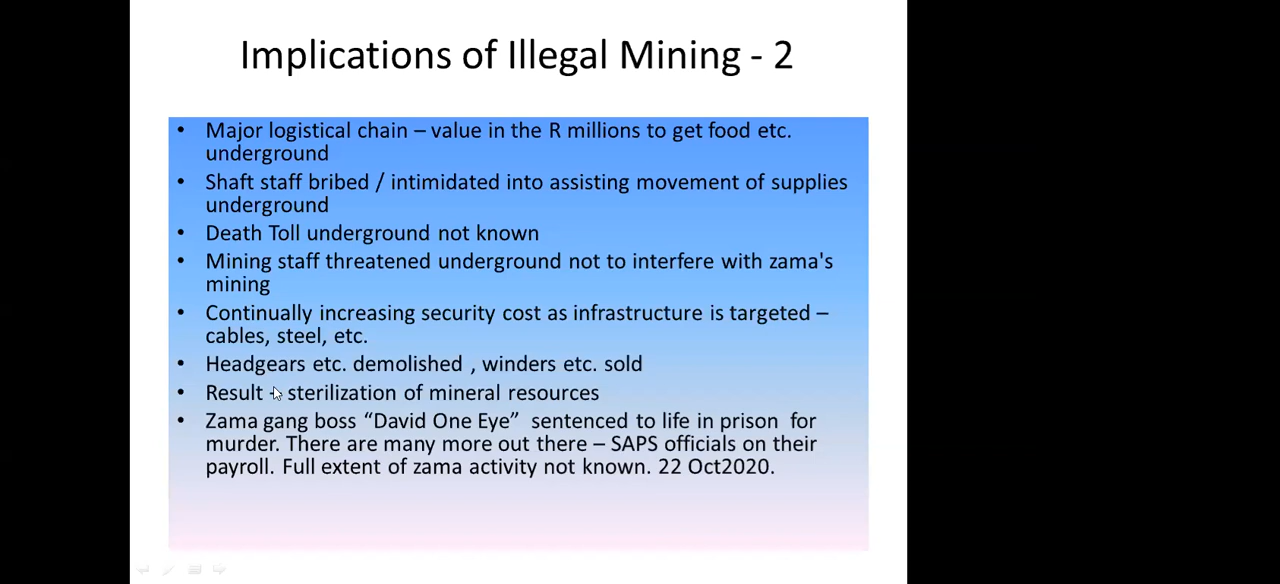 Implications of Illegal Mining - 2
• Major logistical chain – value in the R millions to get food etc.
underground
• Shaft staff bribed / intimidated into assisting movement of supplies
underground
• Death Toll underground not known
• Mining staff threatened underground not to interfere with zama's
mining
• Continually increasing security cost as infrastructure is targeted –
cables, steel, etc.
• Headgears etc. demolished , winders etc. sold
• Result - sterilization of mineral resources
• Zama gang boss “David One Eye” sentenced to life in prison for
murder. There are many more out there – SAPS officials on their
payroll. Full extent of zama activity not known. 22 Oct2020.